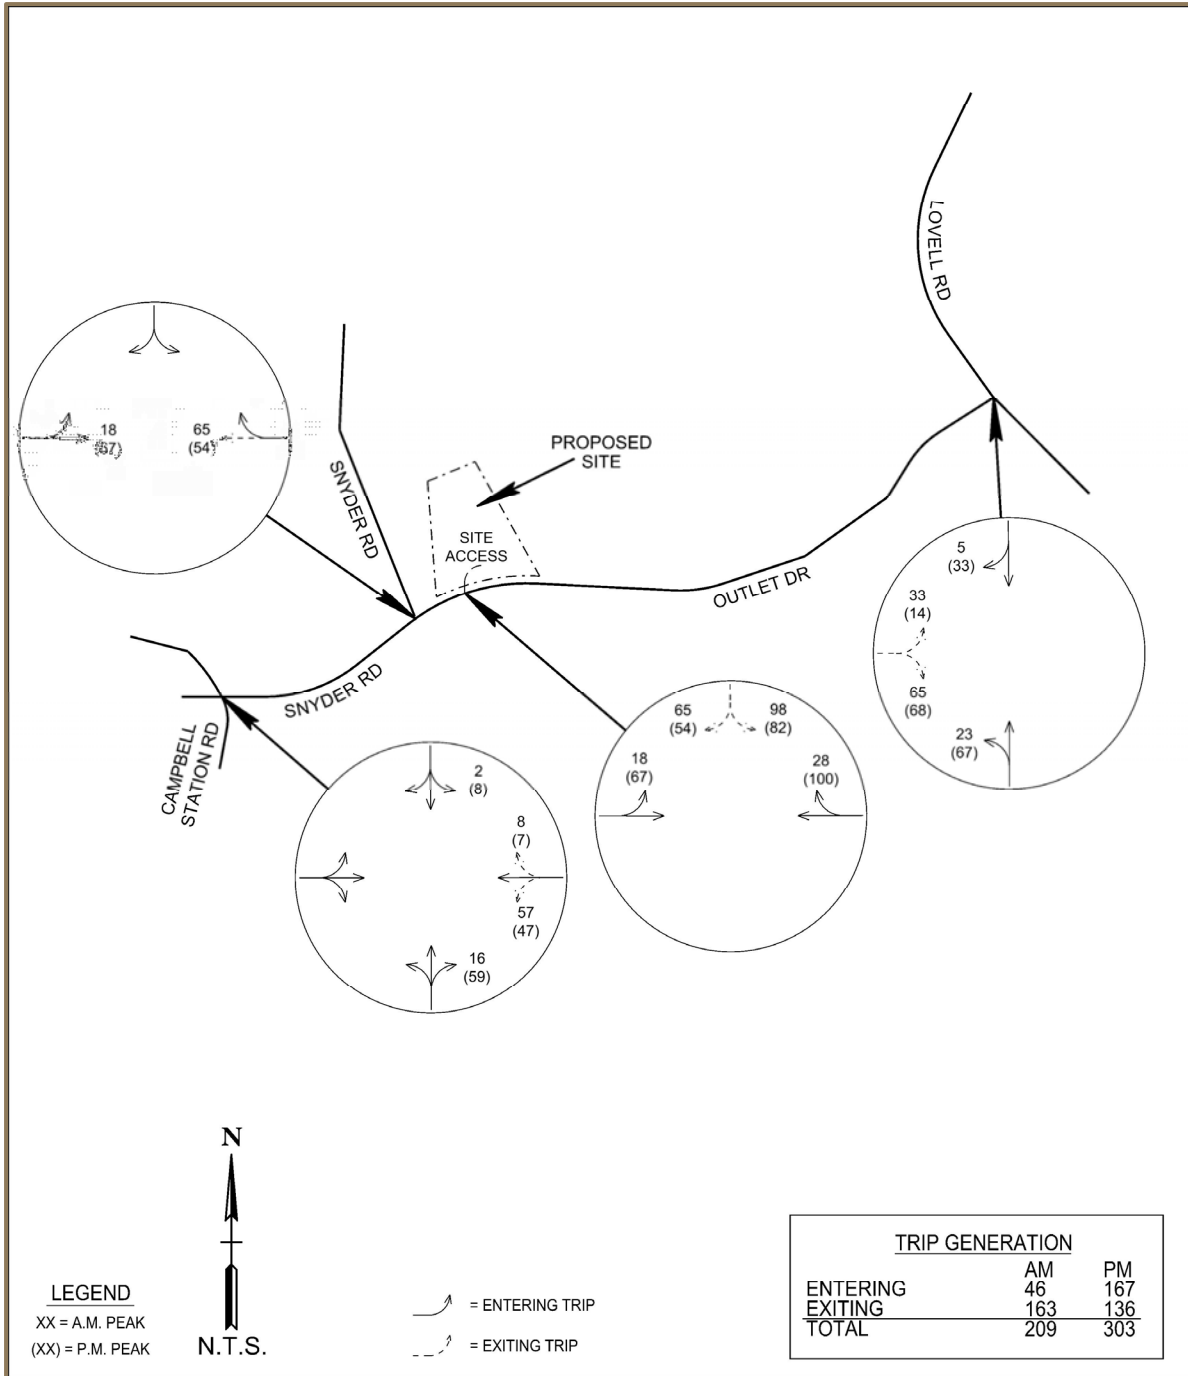 LOVELL RD
18
(67)
65
(54)
SNYDER RD
PROPOSED
SITE
SITE
ACCESS
OUTLET DR
5
(33)
33
(14)
65
(68)
23
(67)
SNYDER RD
CAMPBELL
STATION RD
65
(54)
98
(82)
18
(67)
28
(100)
2
(8)
8
(7)
57
(47)
16
(59)
N
N.T.S.
LEGEND
XX = A.M. PEAK
(XX) = P.M. PEAK
= ENTERING TRIP
= EXITING TRIP
TRIP GENERATION
AM PM
ENTERING 46 167
EXITING 163 136
TOTAL 209 303